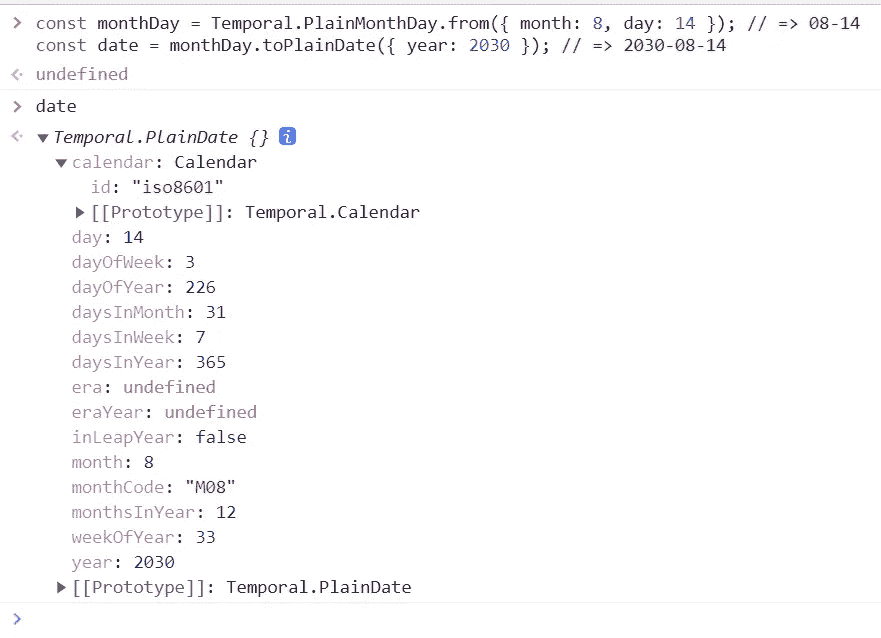 > const monthDay = Temporal.PlainMonthDay.from({ month: 8, day: 14 }); // => 08-14
const date = monthDay.toPlainDate({ year: 2030 }); // => 2030-08-14
undefined
> date
▼Temporal.PlainDate {} i
▼calendar: Calendar
id: "iso8601"
▶[[Prototype]]: Temporal.Calendar
day: 14
dayOfWeek: 3
dayOfYear: 226
daysInMonth: 31
daysInWeek: 7
daysInYear: 365
era: undefined
eraYear: undefined
inLeapYear: false
month: 8
monthCode: "M08"
monthsInYear: 12
weekOfYear: 33
year: 2030
▶[[Prototype]]: Temporal.PlainDate
>